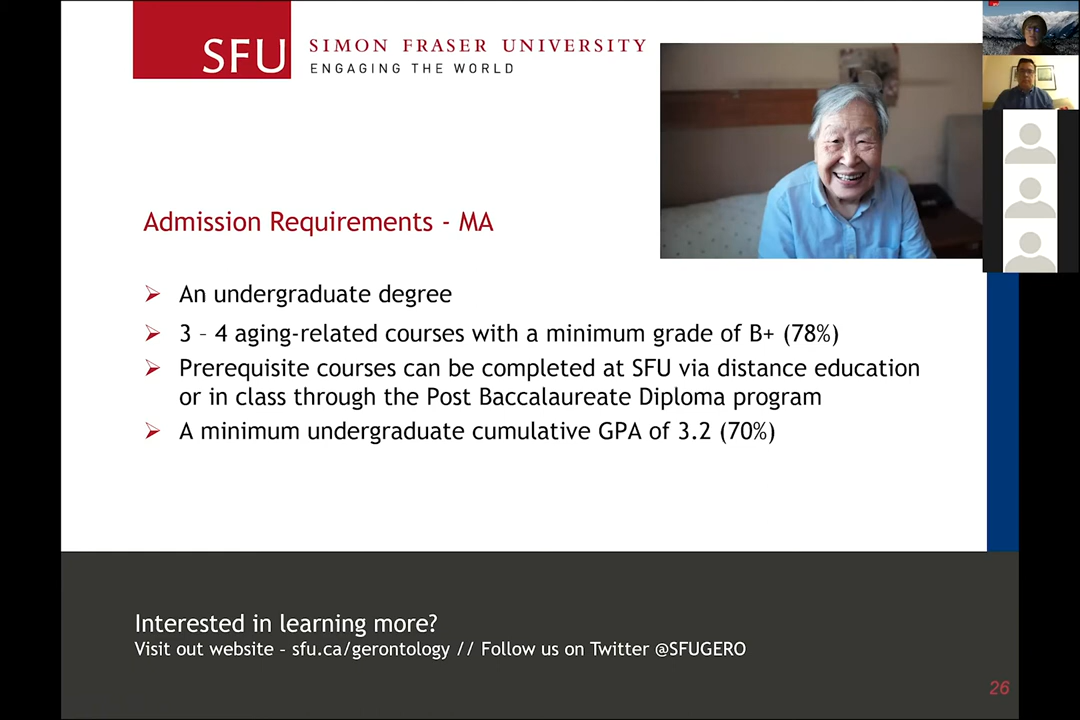 SFU
SIMON FRASER UNIVERSITY
ENGAGING THE WORLD
Admission Requirements - MA
An undergraduate degree
3 – 4 aging-related courses with a minimum grade of B+ (78%)
Prerequisite courses can be completed at SFU via distance education
or in class through the Post Baccalaureate Diploma program
A minimum undergraduate cumulative GPA of 3.2 (70%)
Interested in learning more?
Visit out website – sfu.ca/gerontology // Follow us on Twitter @SFUGERO
26